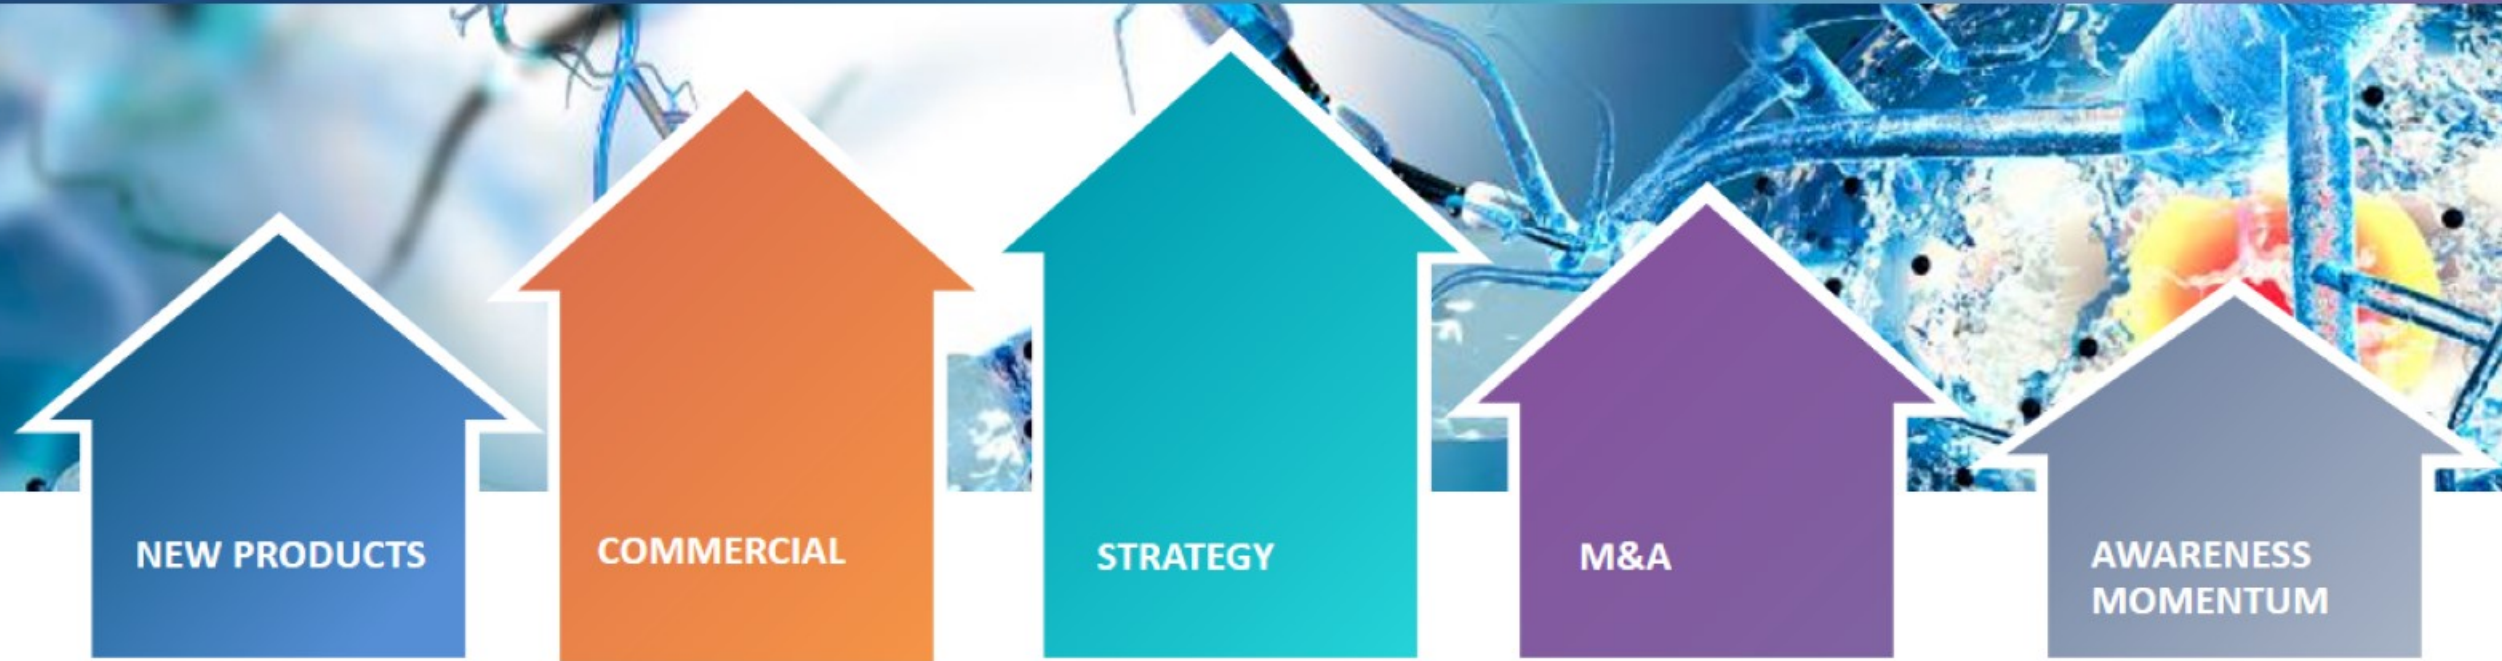 NEW PRODUCTS
COMMERCIAL
STRATEGY
M&A
AWARENESS
MOMENTUM